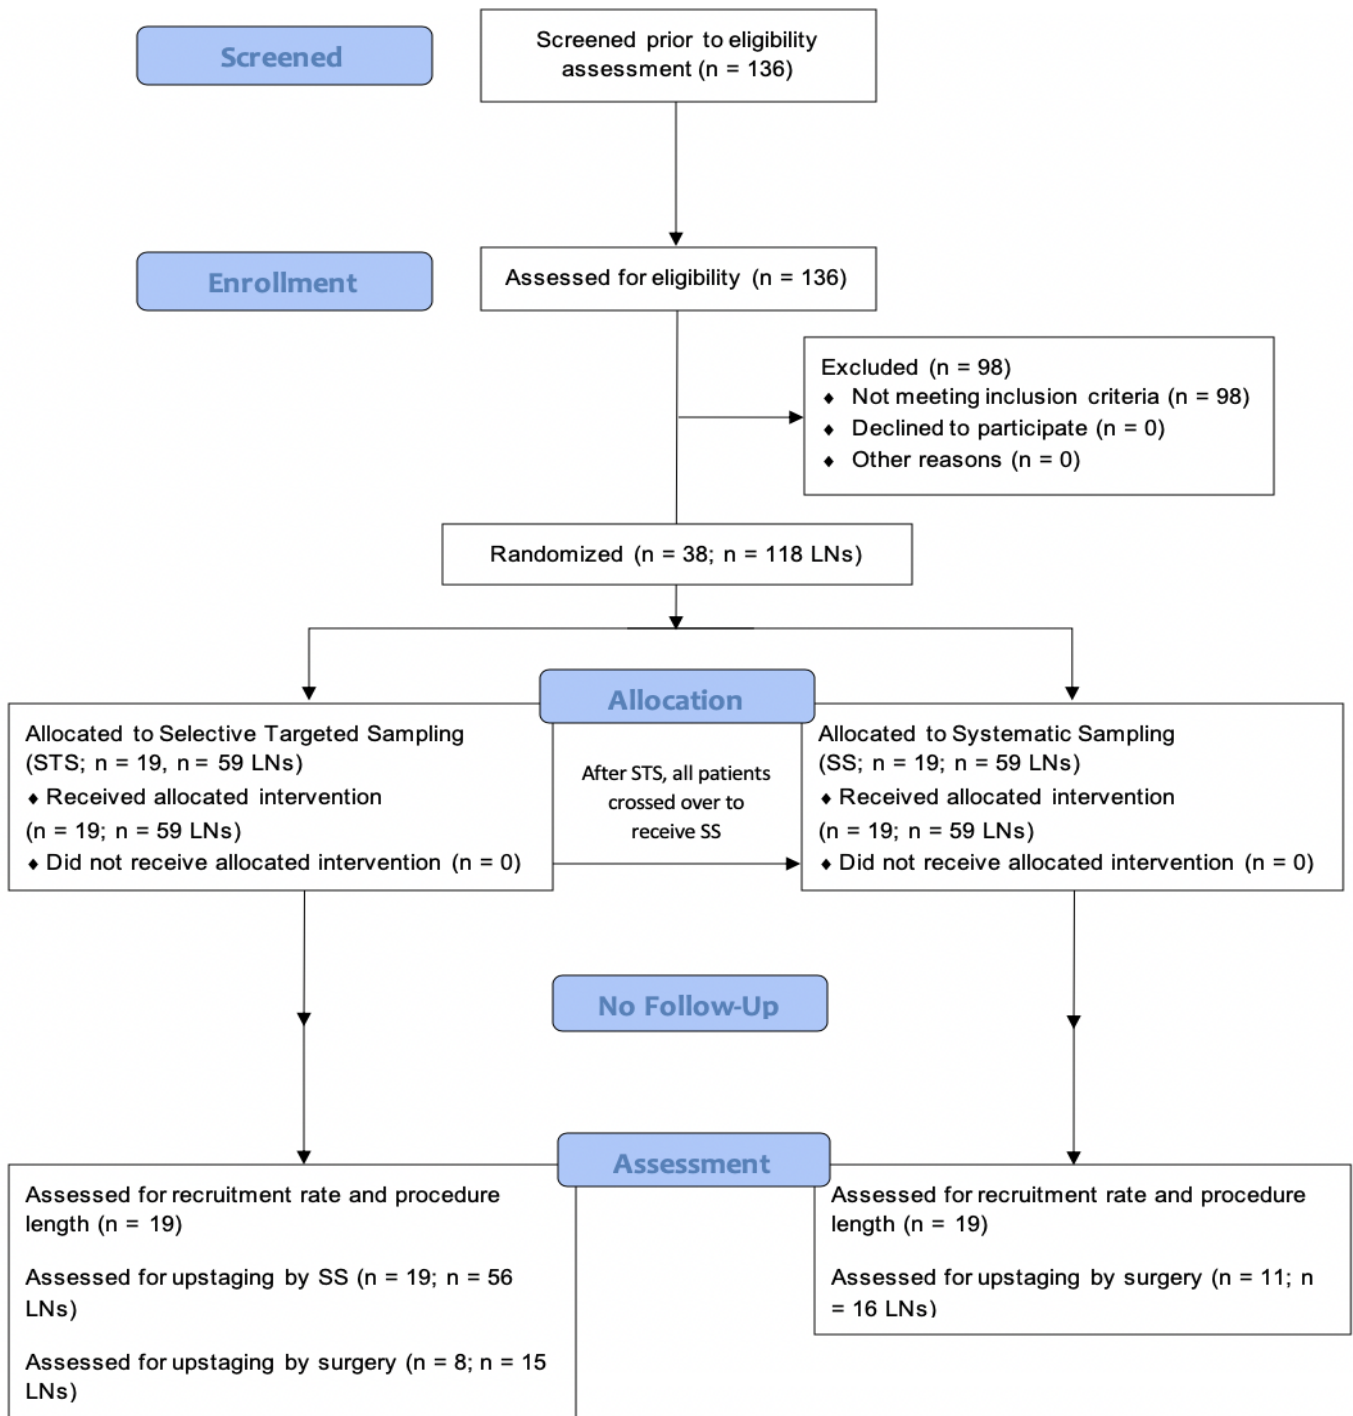 Screened
Screened prior to eligibility
assessment (n = 136)
Enrollment
Assessed for eligibility (n = 136)
Excluded (n = 98)
♦ Not meeting inclusion criteria (n = 98)
♦ Declined to participate (n = 0)
♦ Other reasons (n = 0)
Randomized (n = 38; n = 118 LNs)
Allocation
Allocated to Selective Targeted Sampling
(STS; n = 19, n = 59 LNs)
♦ Received allocated intervention
(n = 19; n = 59 LNs)
♦ Did not receive allocated intervention (n = 0)
After STS, all patients
crossed over to
receive SS
Allocated to Systematic Sampling
(SS; n = 19; n = 59 LNs)
♦ Received allocated intervention
(n = 19; n = 59 LNs)
♦ Did not receive allocated intervention (n = 0)
No Follow-Up
Assessment
Assessed for recruitment rate and procedure
length (n = 19)
Assessed for upstaging by SS (n = 19; n = 56
LNs)
Assessed for upstaging by surgery (n = 8; n = 15
LNs)
Assessed for recruitment rate and procedure
length (n = 19)
Assessed for upstaging by surgery (n = 11; n
= 16 LNs)